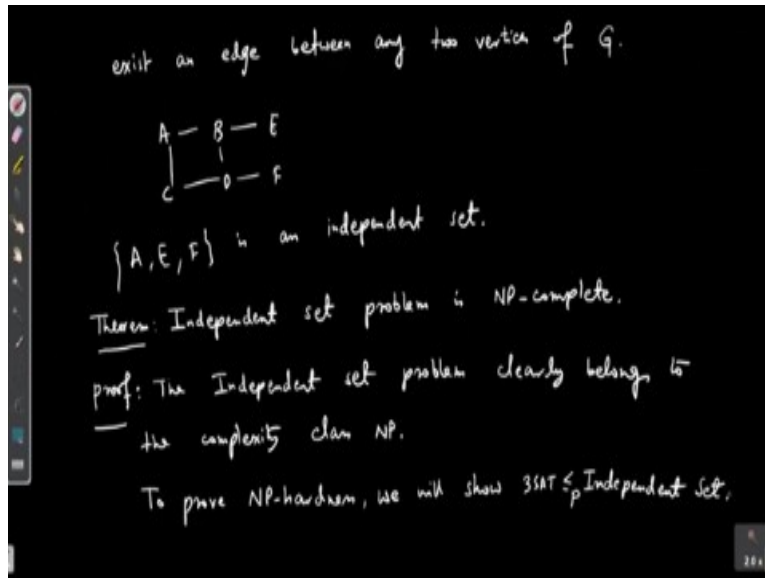 exist an edge between any two vertices of G.
A — B — E
C — D — F
{A, E, F} is an independent set.
Theorem: Independent set problem is NP-complete.
proof: The Independent set problem clearly belongs to
the complexity class NP.
To prove NP-hardness, we will show 3SAT ≤p Independent Set.